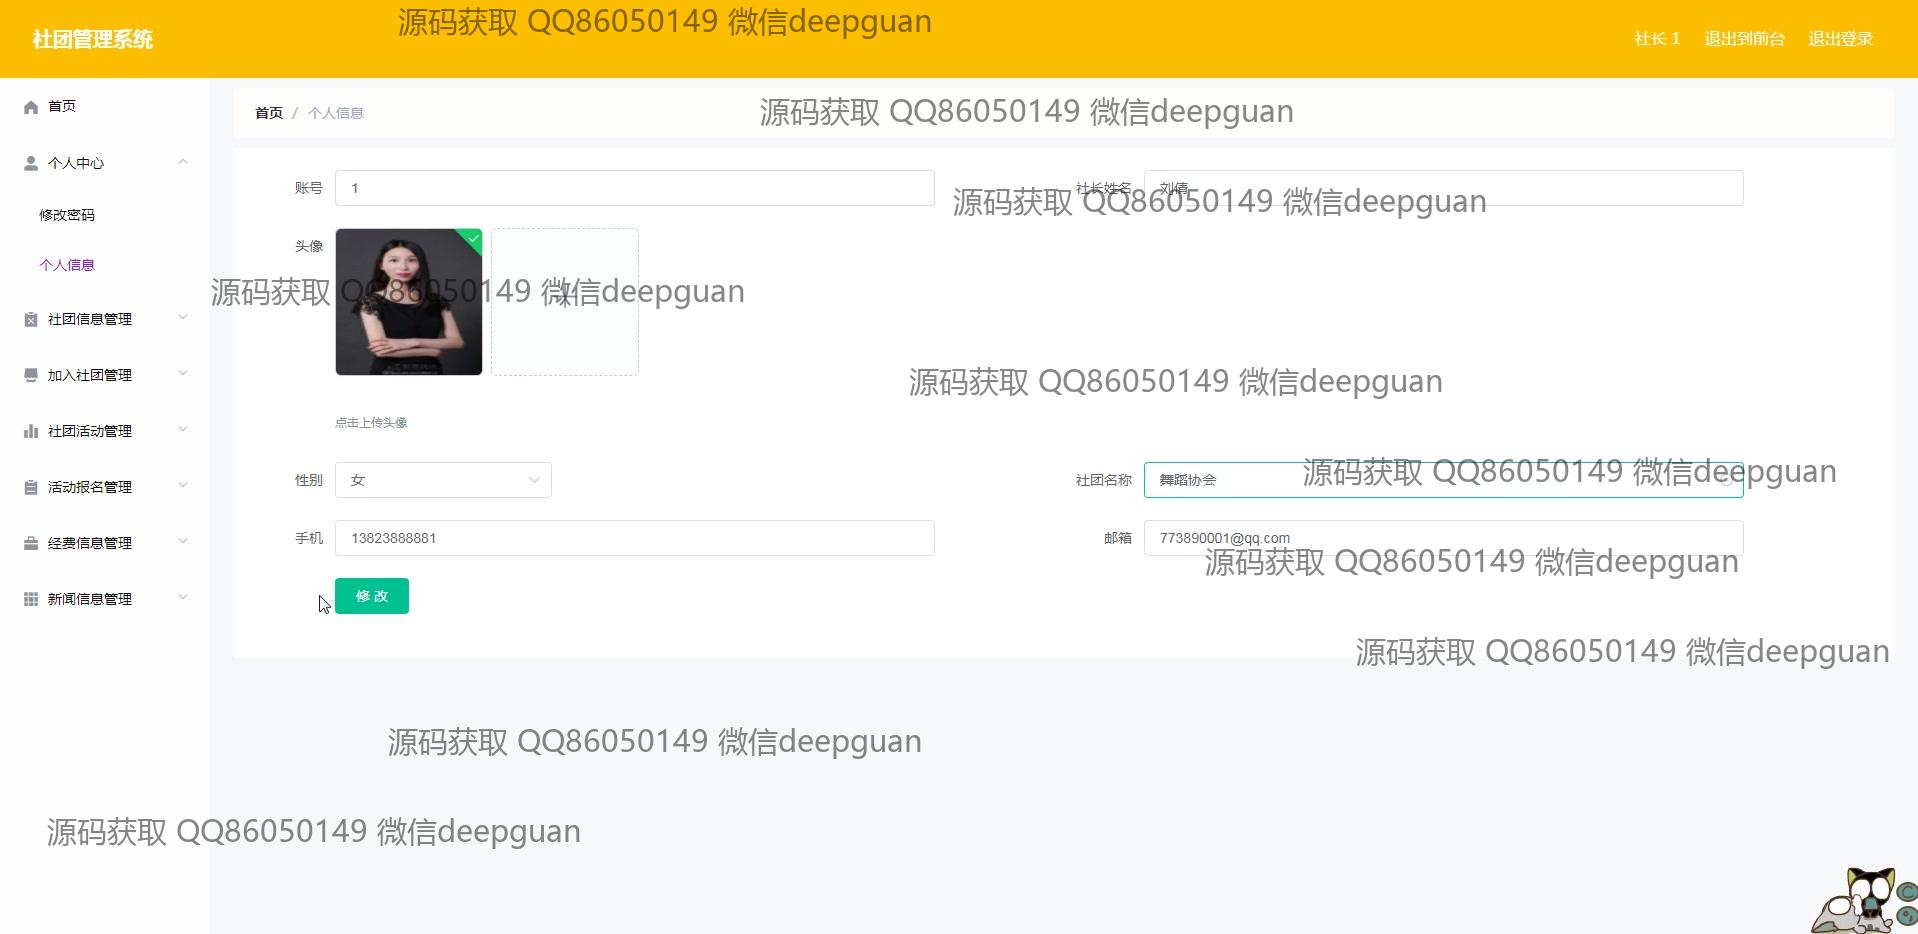 源码获取 QQ86050149 微信deepguan
社团管理系统
社长 1 退出到前台 退出登录
首页
首页 / 个人信息
源码获取 QQ86050149 微信deepguan
个人中心
账号 1
社长姓名 刘倩
源码获取 QQ86050149 微信deepguan
修改密码
头像
个人信息
源码获取 QQ86050149 微信deepguan
社团信息管理
加入社团管理
源码获取 QQ86050149 微信deepguan
点击上传头像
社团活动管理
性别 女
社团名称 舞蹈协会
源码获取 QQ86050149 微信deepguan
活动报名管理
手机 13823888881
邮箱 773890001@qq.com
经费信息管理
源码获取 QQ86050149 微信deepguan
修改
新闻信息管理
源码获取 QQ86050149 微信deepguan
源码获取 QQ86050149 微信deepguan
源码获取 QQ86050149 微信deepguan